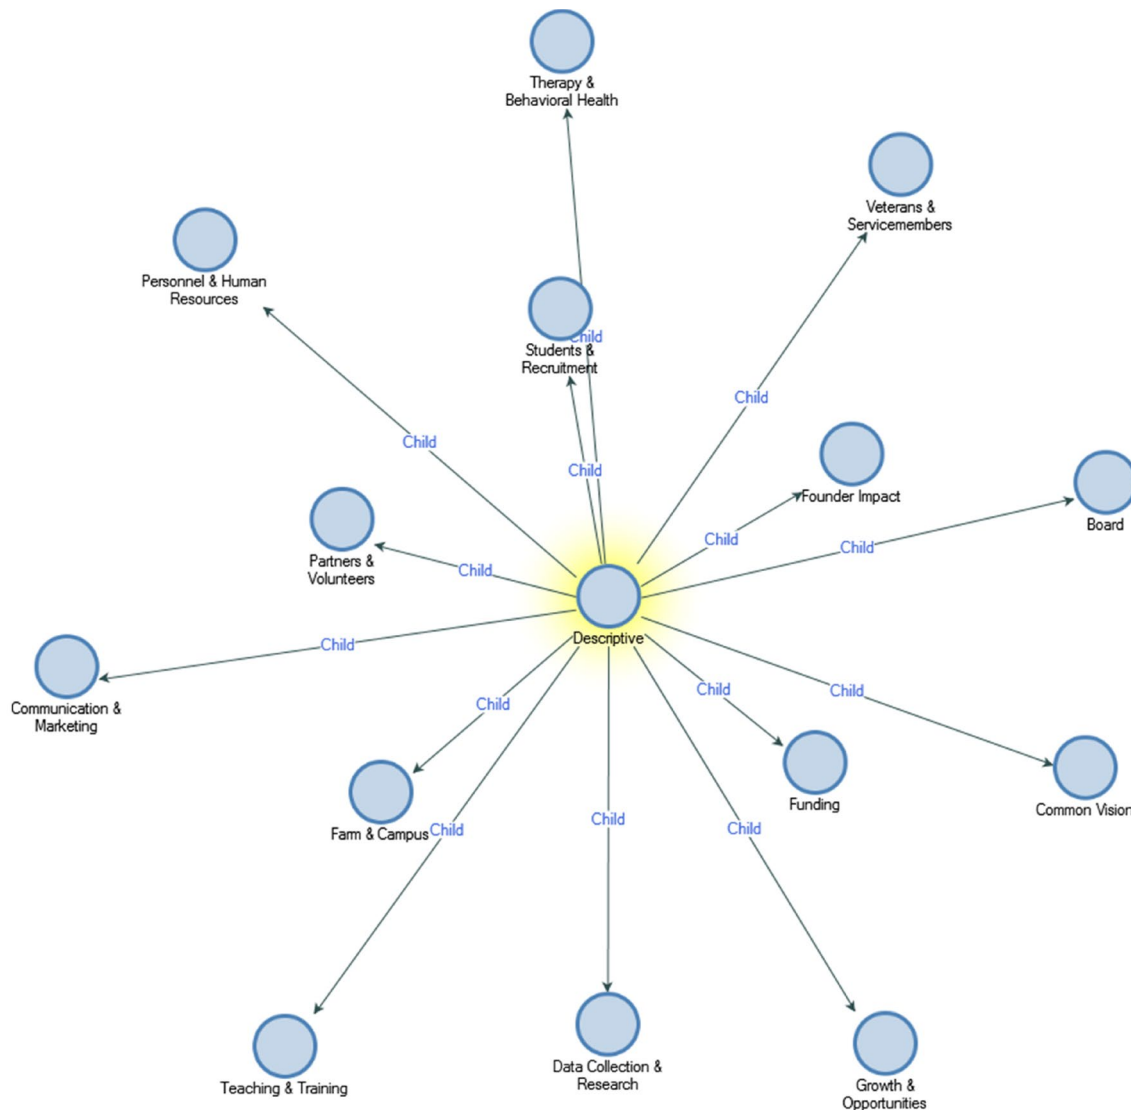 Therapy &
Behavioral Health
Veterans &
Servicemembers
Personnel & Human
Resources
Child
Students &
Recruitment
Child
Child
Child
Founder Impact
Board
Partners &
Volunteers
Child
Child
Child
Descriptive
Child
Communication &
Marketing
Child
Child
Child
Farm & Campus
Funding
Common Vision
Child
Child
Child
Teaching & Training
Data Collection &
Research
Growth &
Opportunities